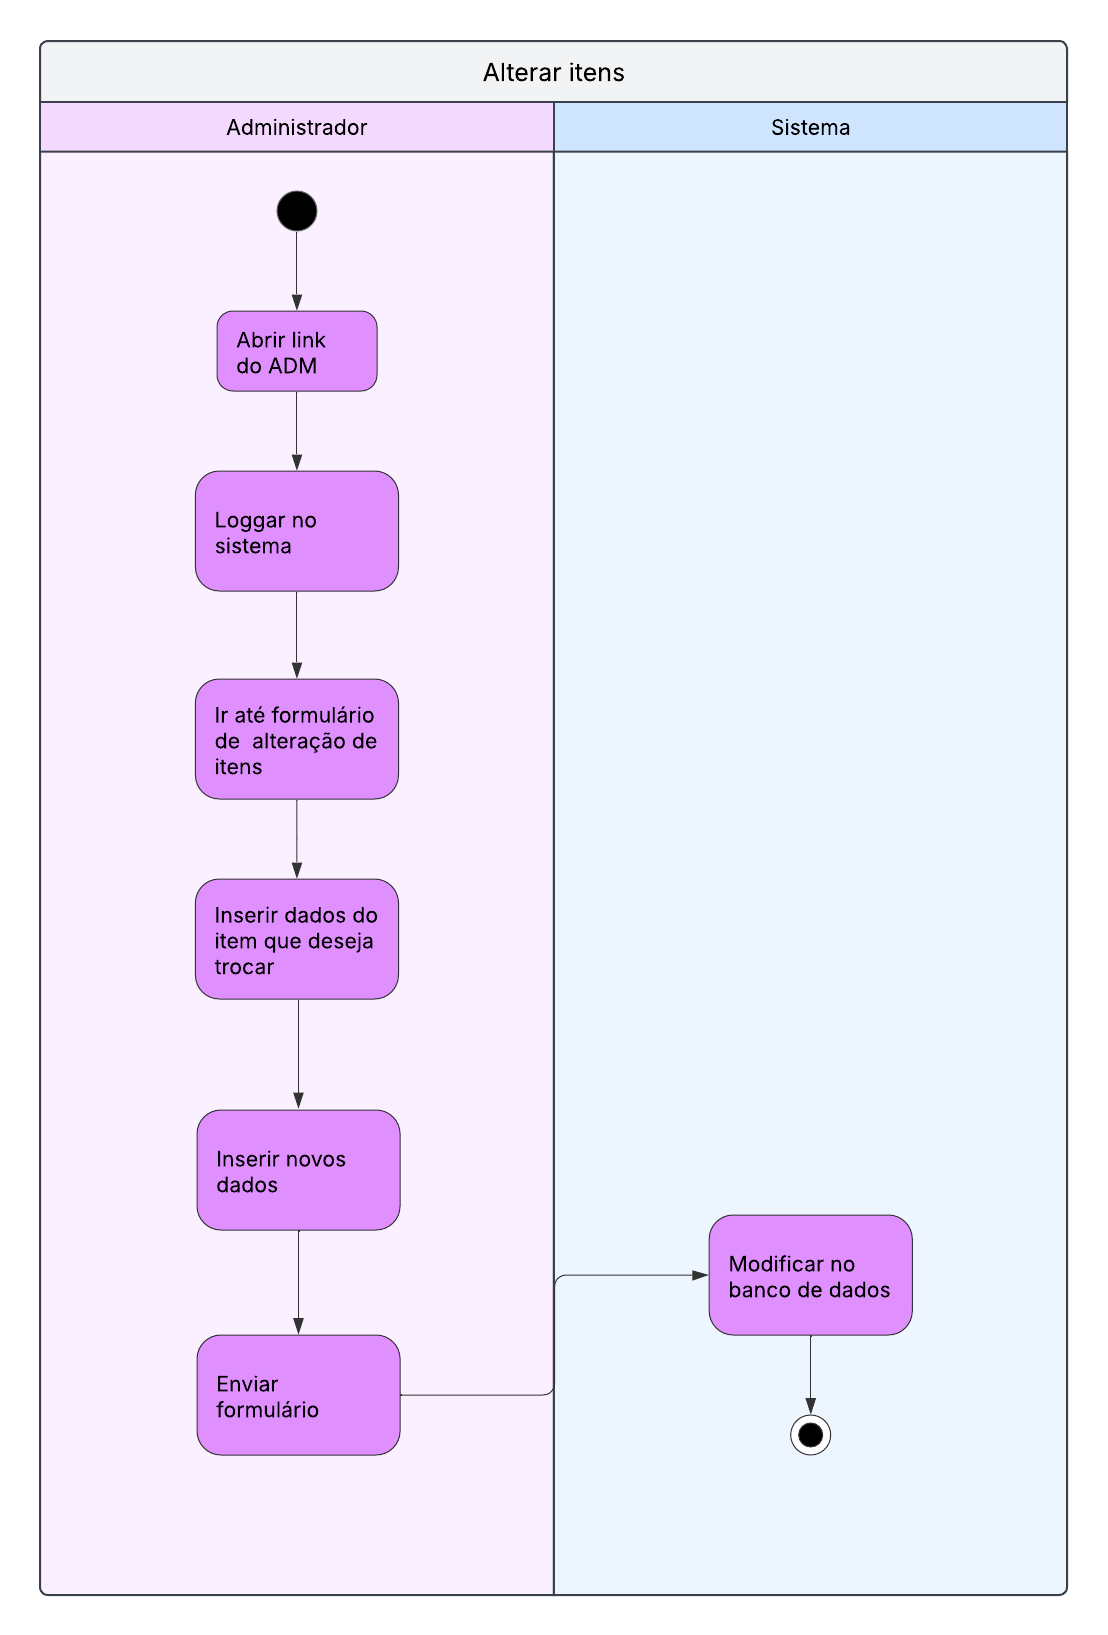 Alterar itens
Administrador
Sistema
Abrir link
do ADM
Loggar no
sistema
Ir até formulário
de  alteração de
itens
Inserir dados do
item que deseja
trocar
Inserir novos
dados
Modificar no
banco de dados
Enviar
formulário